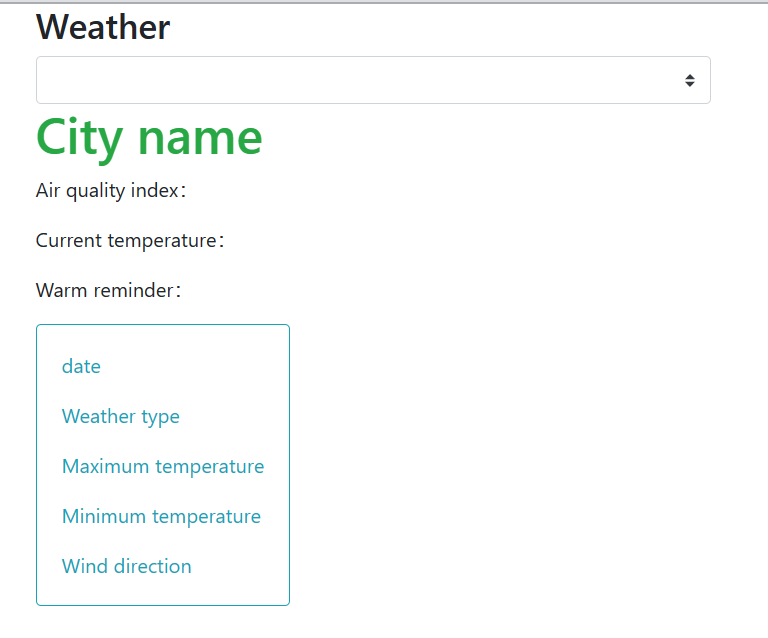 Weather
City name
Air quality index：
Current temperature：
Warm reminder：
date
Weather type
Maximum temperature
Minimum temperature
Wind direction